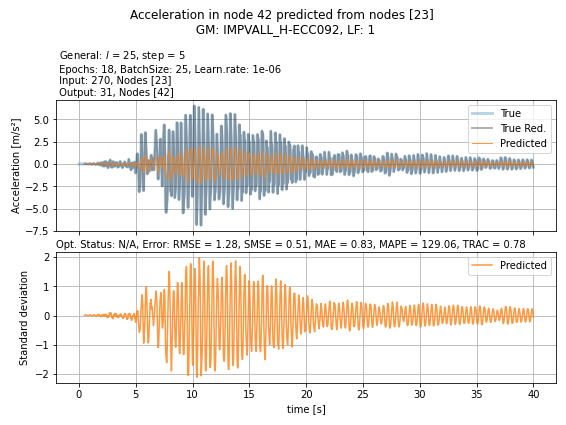 Acceleration in node 42 predicted from nodes [23]
GM: IMPVALL_H-ECC092, LF: 1
General: l = 25, step = 5
Epochs: 18, BatchSize: 25, Learn.rate: 1e-06
Input: 270, Nodes [23]
Output: 31, Nodes [42]
Acceleration [m/s²]
5.0
2.5
0.0
−2.5
−5.0
−7.5
True
True Red.
Predicted
Opt. Status: N/A, Error: RMSE = 1.28, SMSE = 0.51, MAE = 0.83, MAPE = 129.06, TRAC = 0.78
Standard deviation
2
1
0
−1
−2
Predicted
0 5 10 15 20 25 30 35 40
time [s]